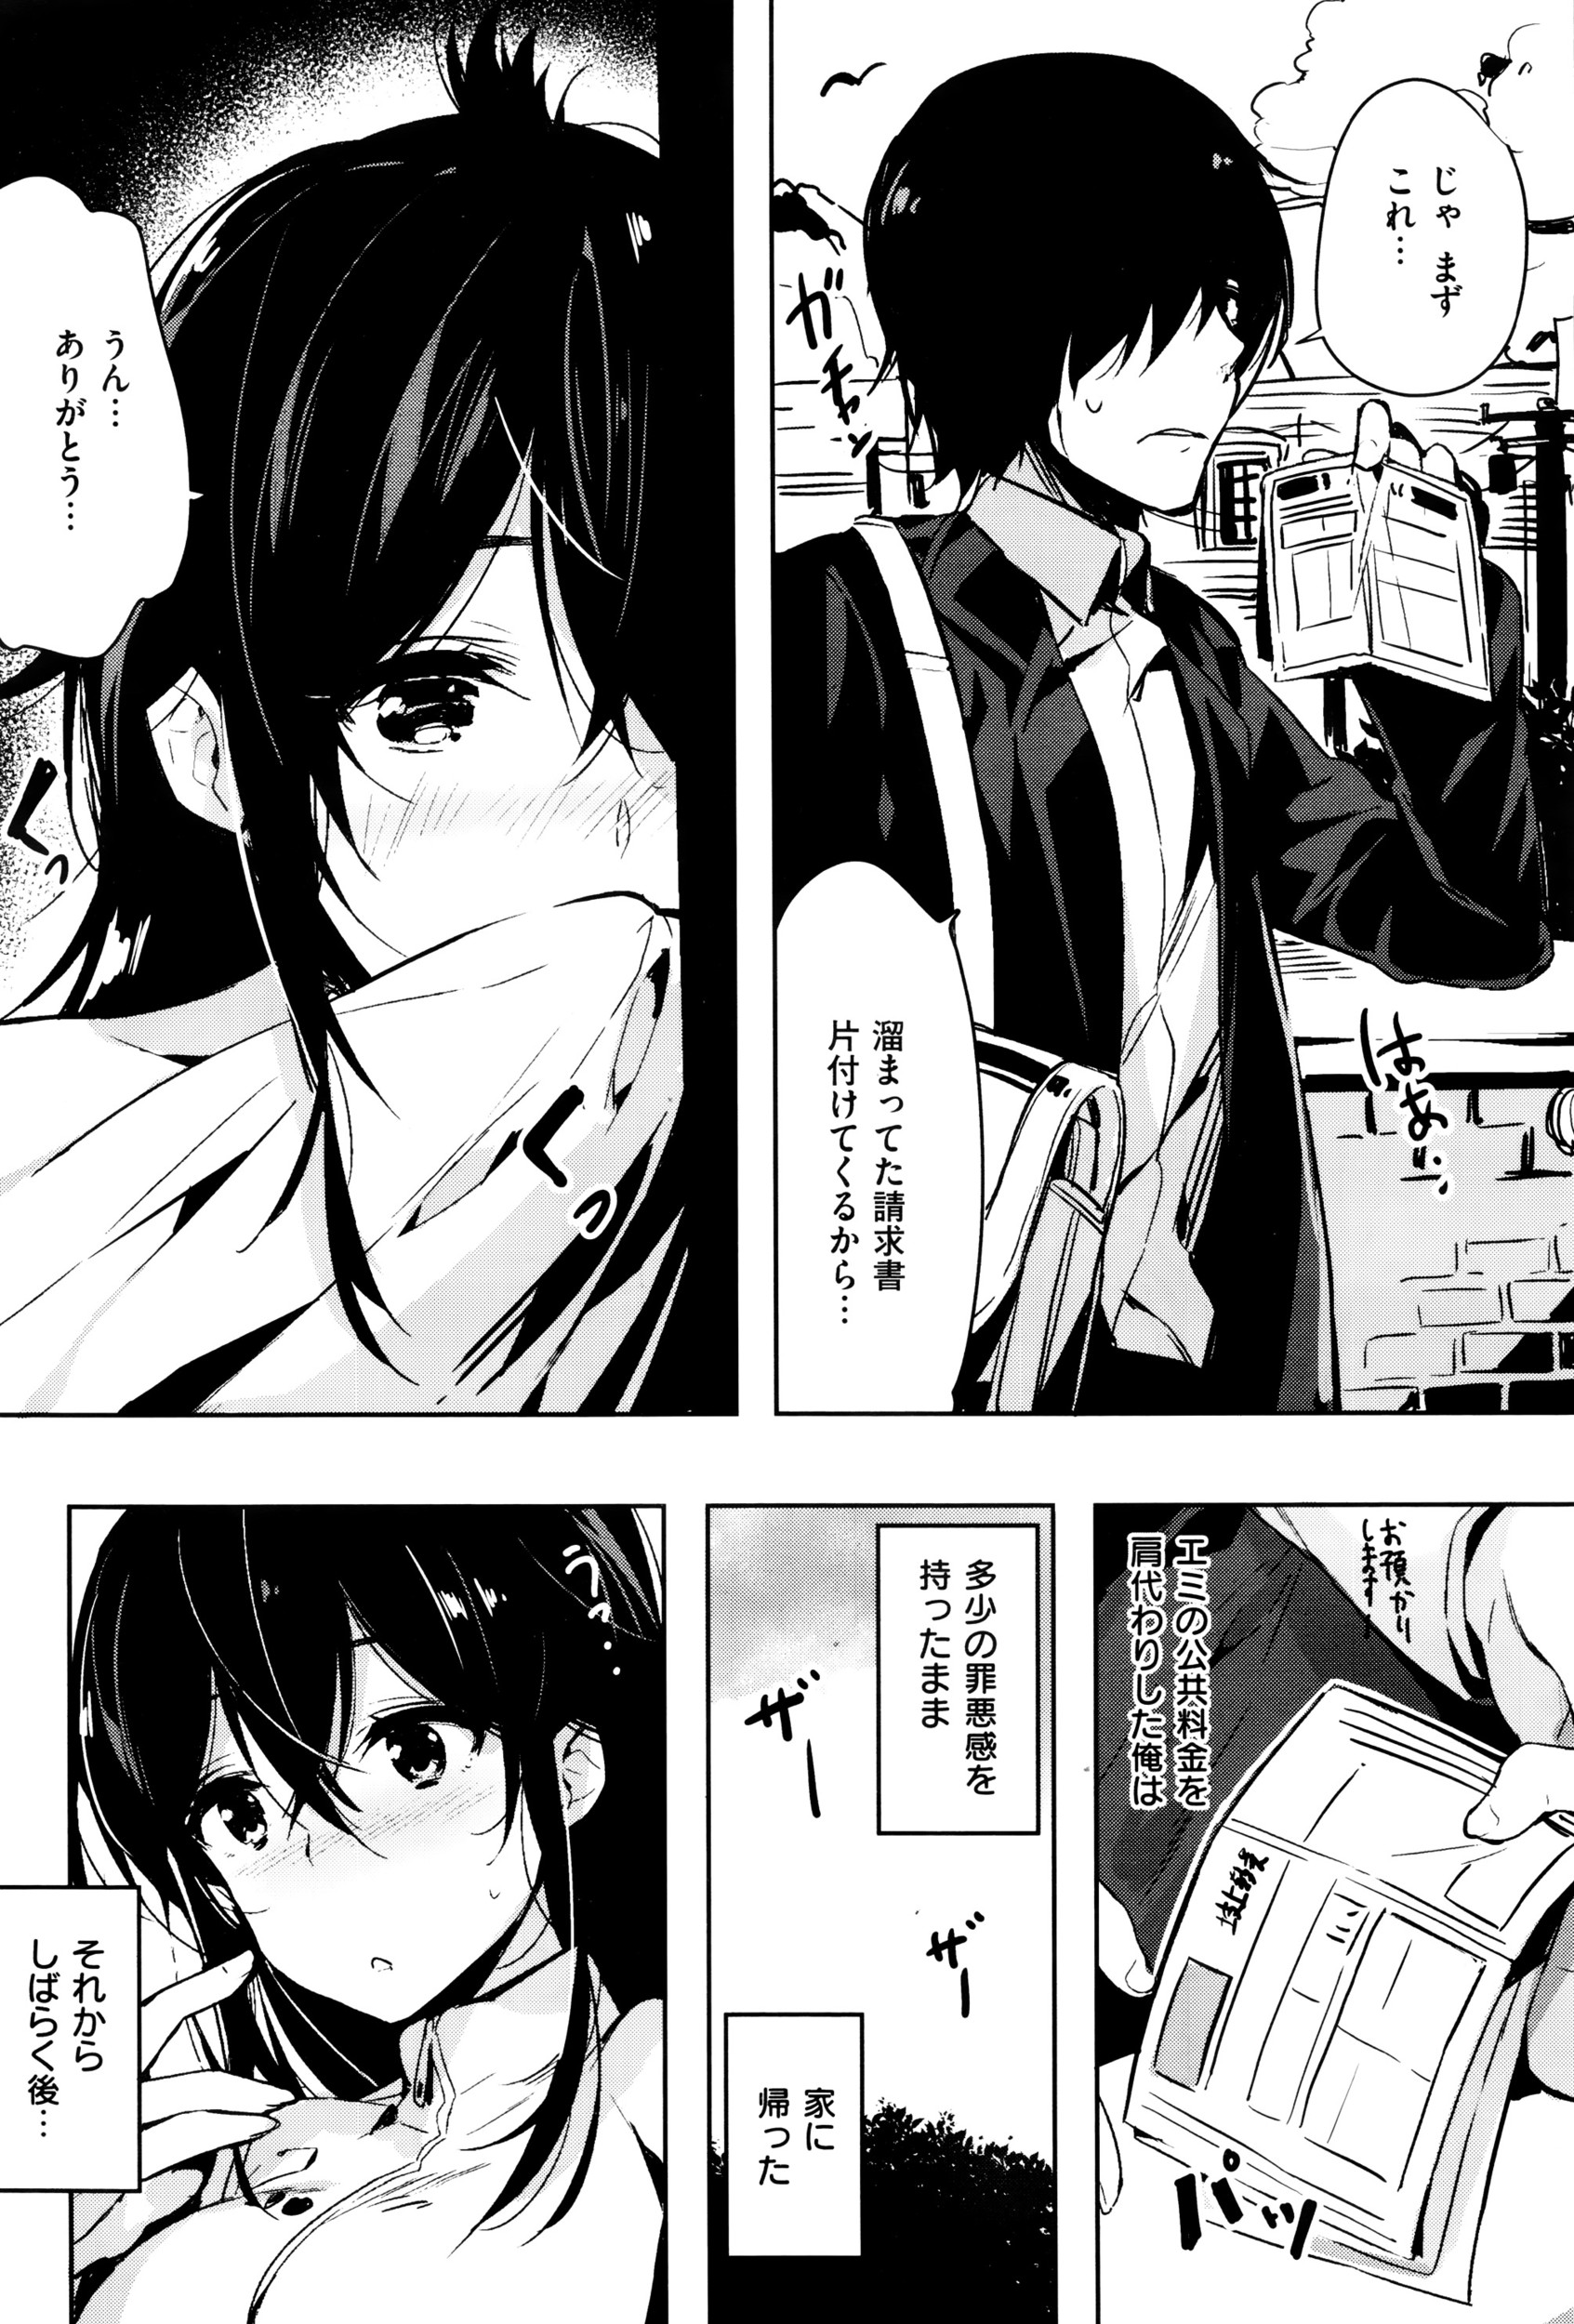 じゃ まず
これ…
ガチャッ
はぁ…
溜まってた請求書
片付けてくるから…
うん…
ありがとう…
くっ
くっ
お預かり
します！
エミの公共料金を
肩代わりした俺は
バッ
多少の罪悪感を
持ったまま
ザー
ザー
家に
帰った
うっ…
それから
しばらく後…